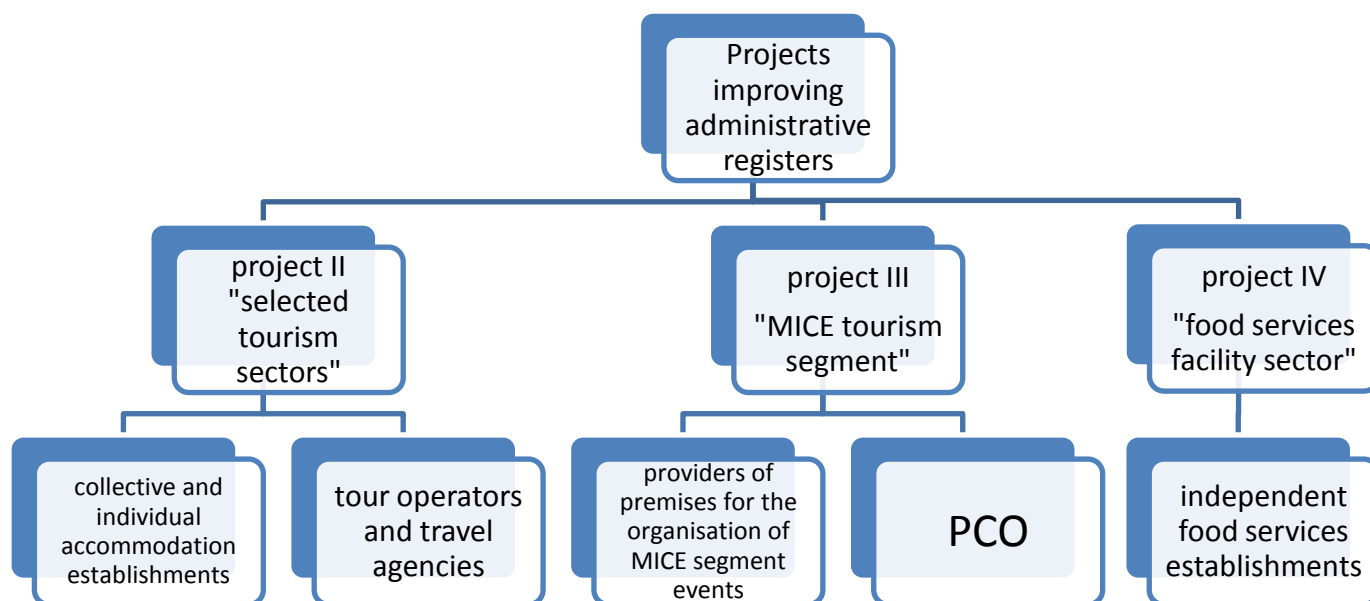 Projects
improving
administrative
registers
project II
"selected
tourism
sectors"
project III
"MICE tourism
segment"
project IV
"food services
facility sector"
collective and
individual
accommodation
establishments
tour operators
and travel
agencies
providers of
premises for the
organisation of
MICE segment
events
PCO
independent
food services
establishments